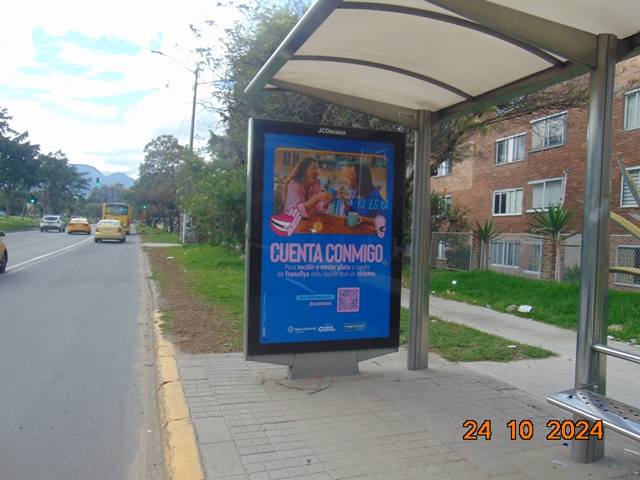 JCDecaux
YA, ES YA
CUENTA CONMIGO
Para recibir o enviar plata a través
de Transfiya más rápido que un chisme.
24 10 2024